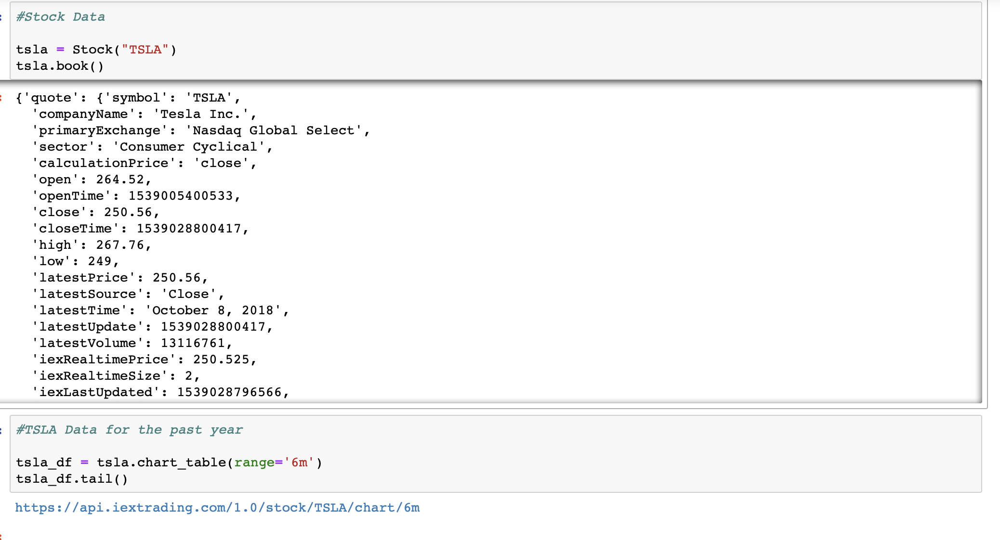 #Stock Data
tsla = Stock("TSLA")
tsla.book()
{'quote': {'symbol': 'TSLA',
'companyName': 'Tesla Inc.',
'primaryExchange': 'Nasdaq Global Select',
'sector': 'Consumer Cyclical',
'calculationPrice': 'close',
'open': 264.52,
'openTime': 1539005400533,
'close': 250.56,
'closeTime': 1539028800417,
'high': 267.76,
'low': 249,
'latestPrice': 250.56,
'latestSource': 'Close',
'latestTime': 'October 8, 2018',
'latestUpdate': 1539028800417,
'latestVolume': 13116761,
'iexRealtimePrice': 250.525,
'iexRealtimeSize': 2,
'iexLastUpdated': 1539028796566,
#TSLA Data for the past year
tsla_df = tsla.chart_table(range='6m')
tsla_df.tail()
https://api.iextrading.com/1.0/stock/TSLA/chart/6m